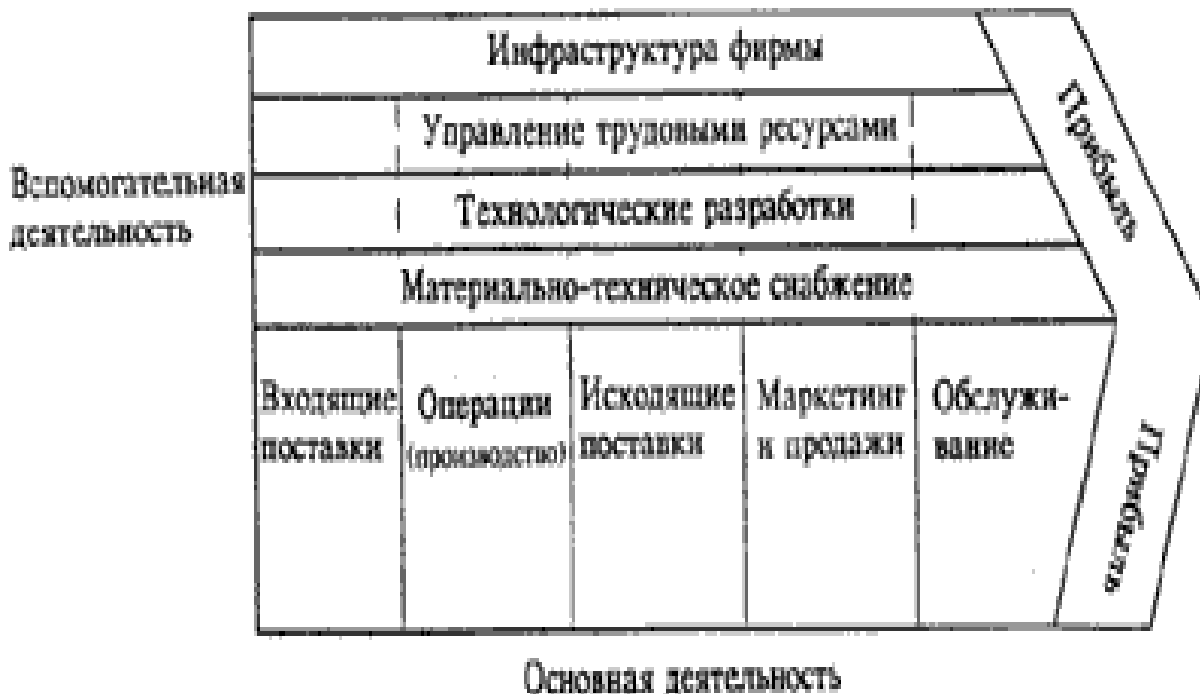 Инфраструктура фирмы
Управление трудовыми ресурсами
Вспомогательная
деятельность
Технологические разработки
Материально-техническое снабжение
Прибыль
Входящие
поставки
Операции
(производство)
Исходящие
поставки
Маркетинг
и продажи
Обслужи-
вание
Прибыль
Основная деятельность